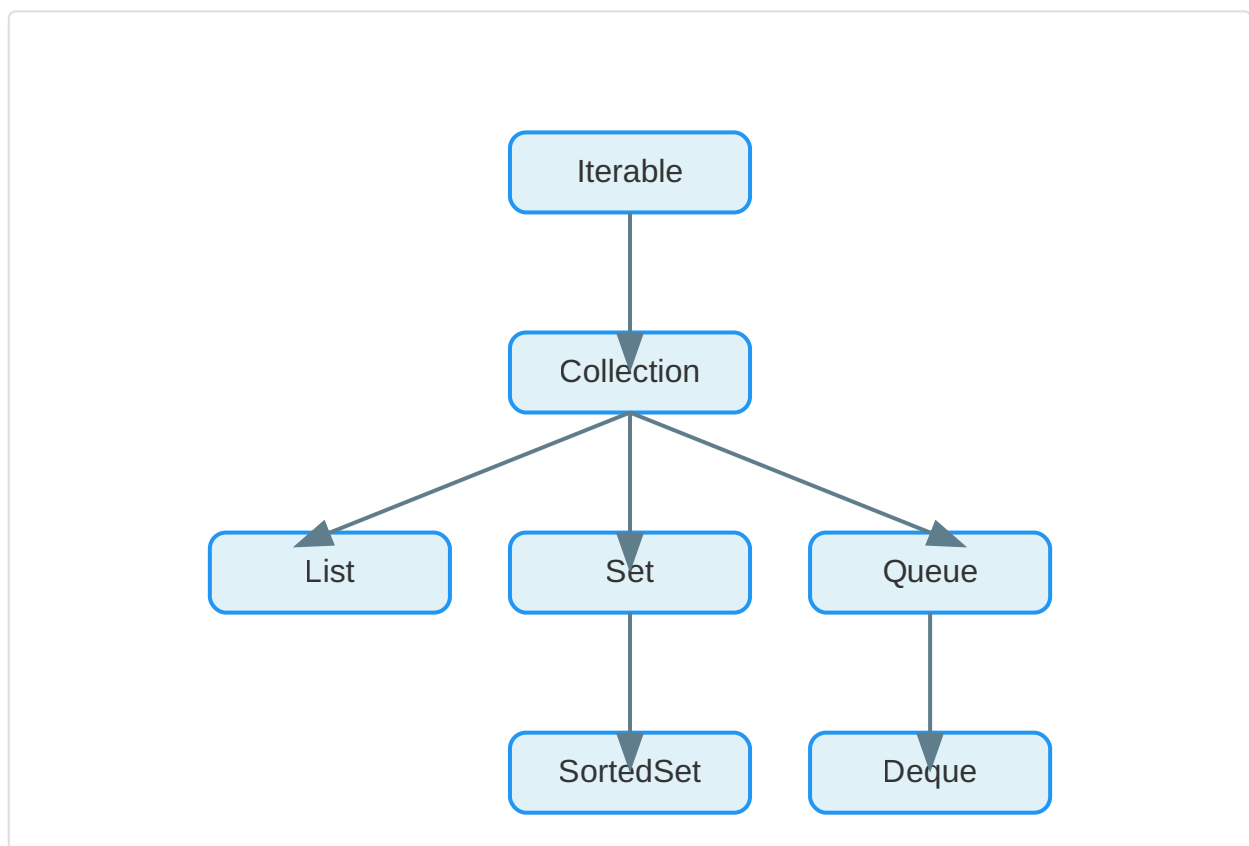 Iterable
Collection
List
Set
Queue
SortedSet
Deque